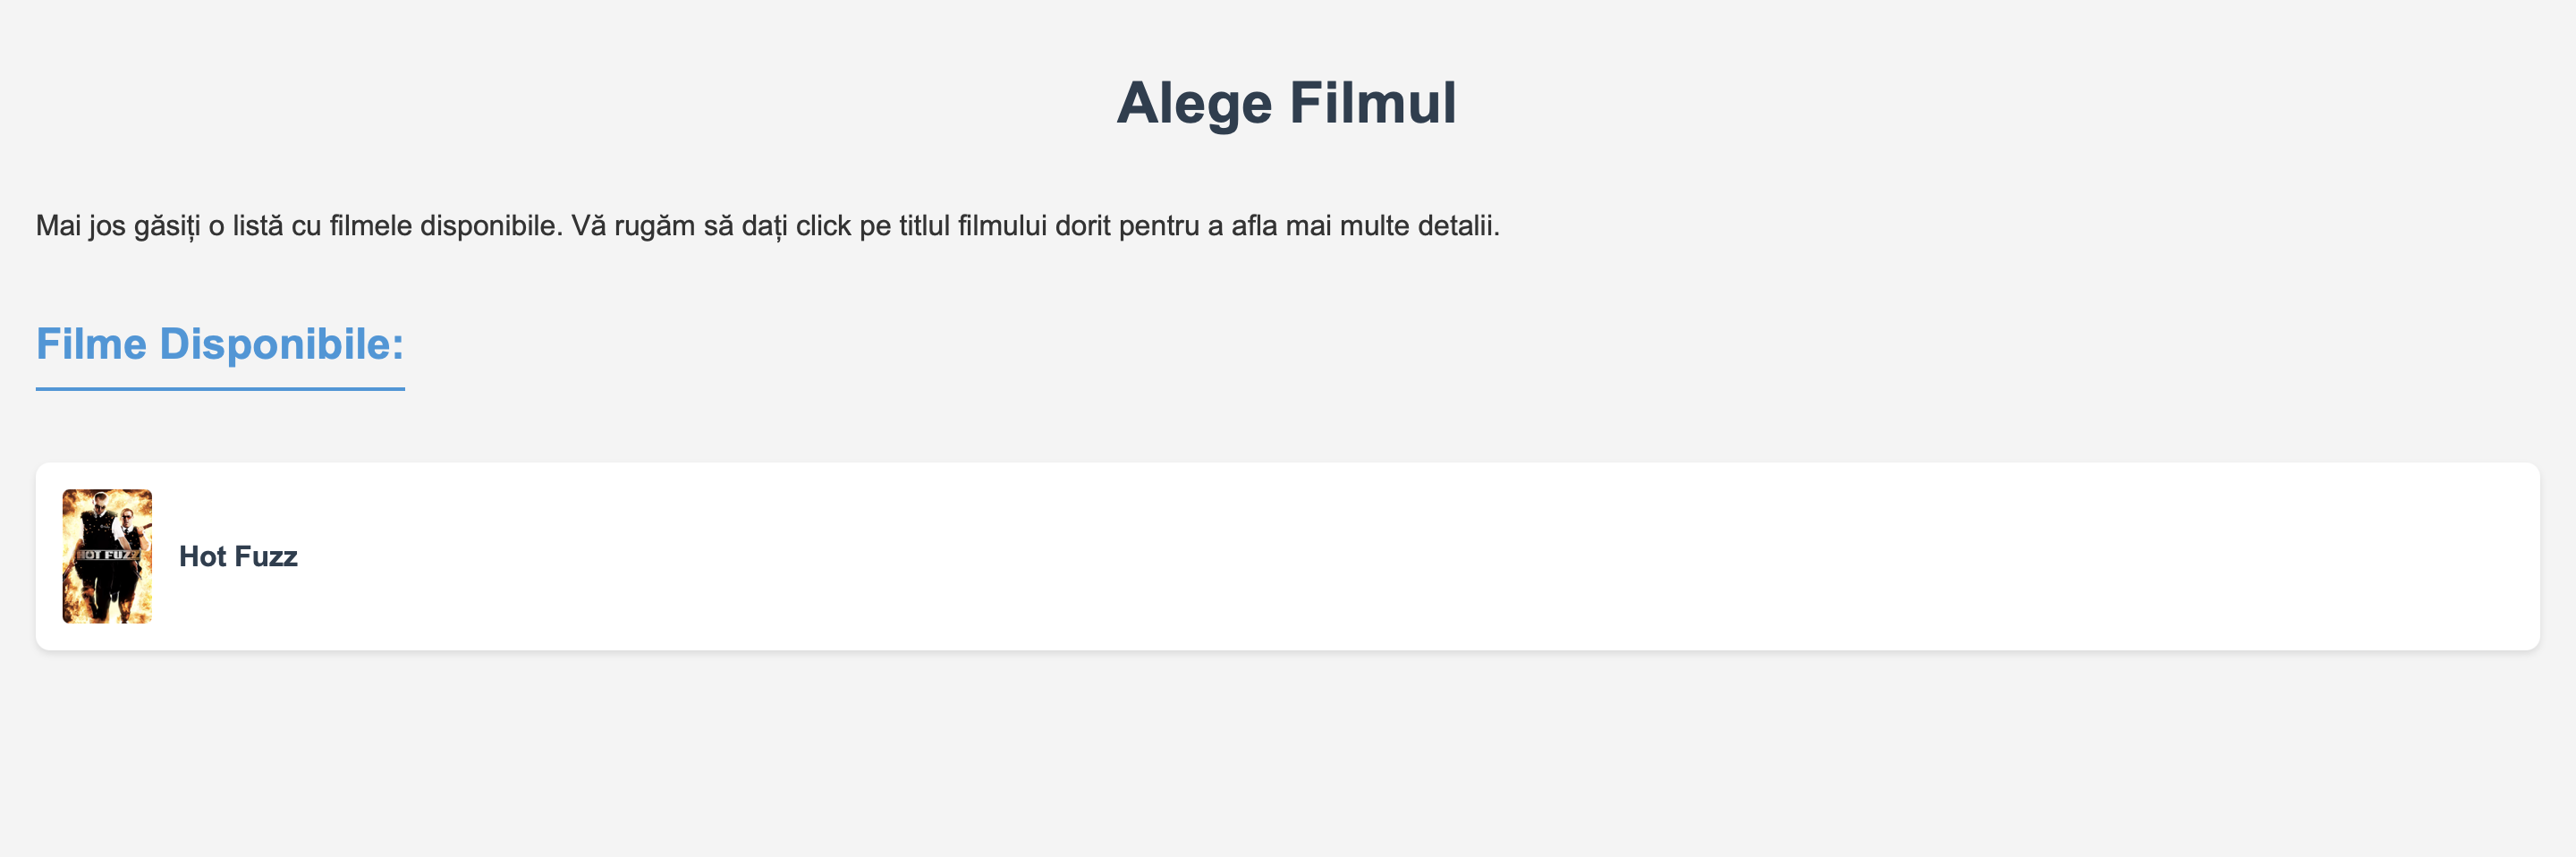 Alege Filmul
Mai jos găsiți o listă cu filmele disponibile. Vă rugăm să dați click pe titlul filmului dorit pentru a afla mai multe detalii.
Filme Disponibile:
HOT FUZZ
Hot Fuzz